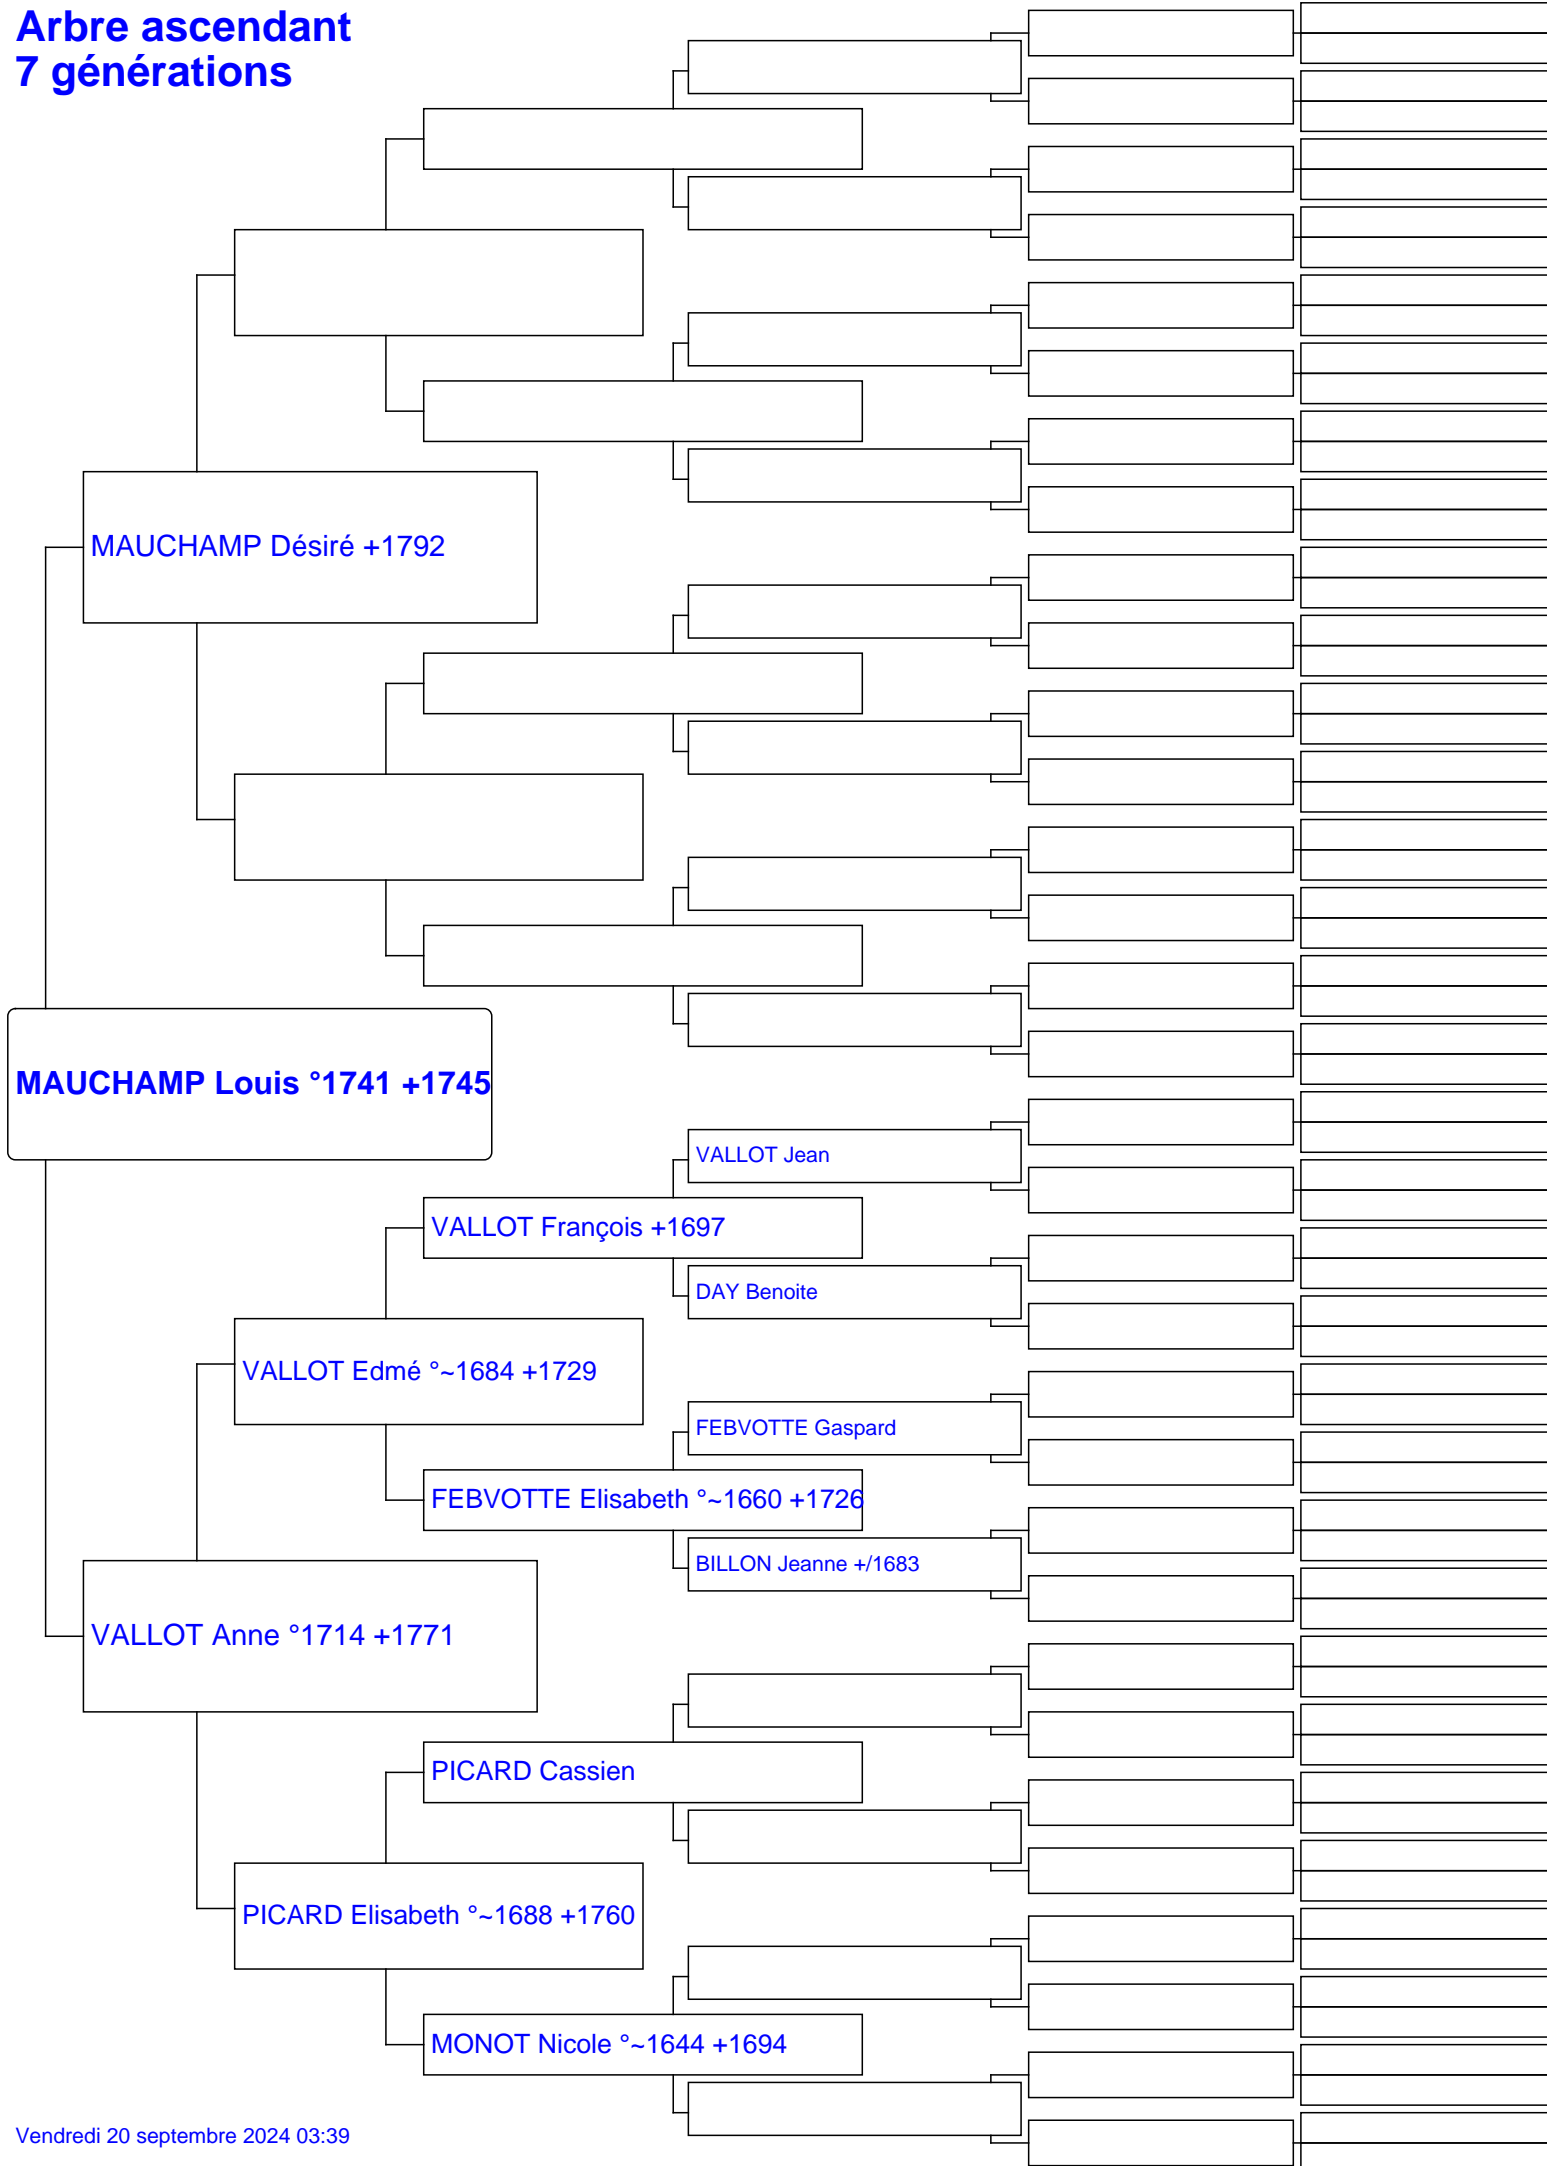 Arbre ascendant
7 générations
MAUCHAMP Désiré +1792
MAUCHAMP Louis °1741 +1745
VALLOT Jean
VALLOT François +1697
DAY Benoite
VALLOT Edmé °~1684 +1729
FEBVOTTE Gaspard
FEBVOTTE Elisabeth °~1660 +1726
BILLON Jeanne +/1683
VALLOT Anne °1714 +1771
PICARD Cassien
PICARD Elisabeth °~1688 +1760
MONOT Nicole °~1644 +1694
Vendredi 20 septembre 2024 03:39